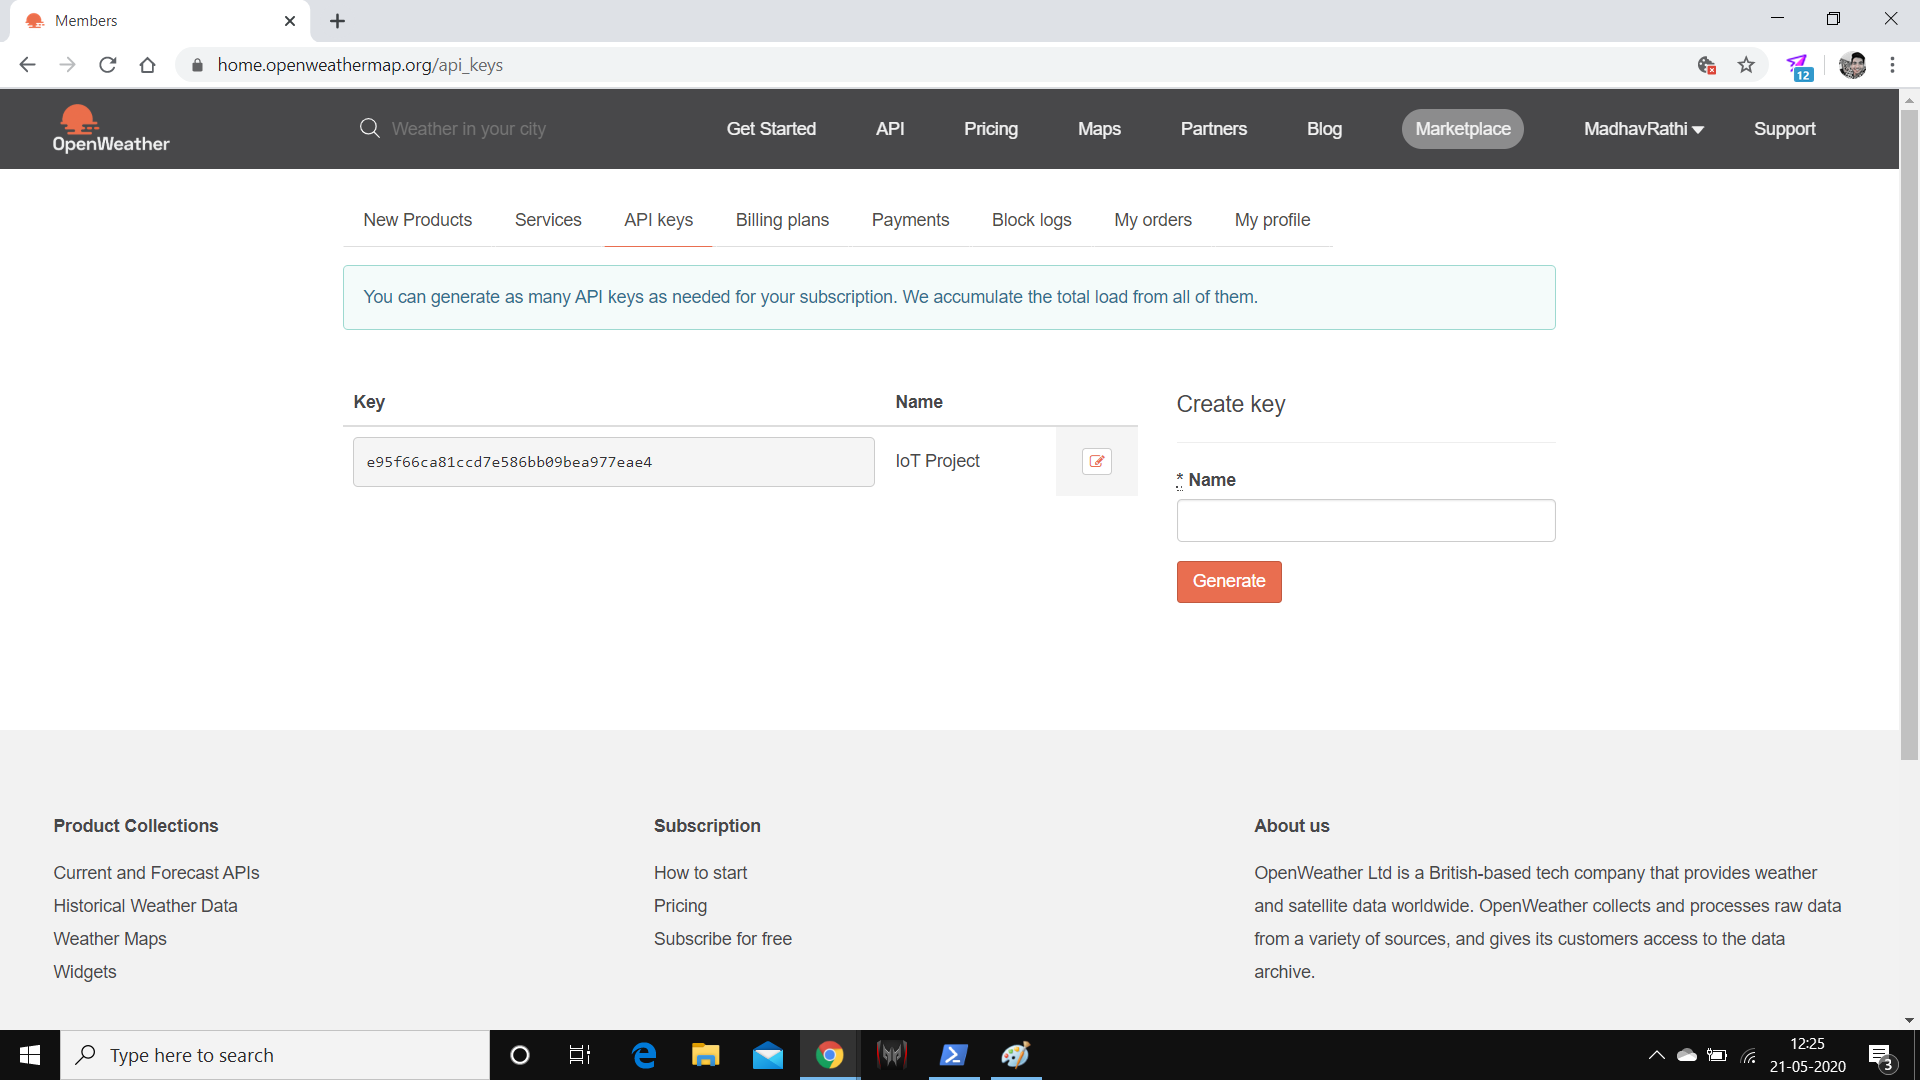 Members
home.openweathermap.org/api_keys
12
OpenWeather
Weather in your city
Get Started
API
Pricing
Maps
Partners
Blog
Marketplace
MadhavRathi
Support
New Products
Services
API keys
Billing plans
Payments
Block logs
My orders
My profile
You can generate as many API keys as needed for your subscription. We accumulate the total load from all of them.
Key
Name
e95f66ca81ccd7e586bb09bea977eae4
IoT Project
Create key
* Name
Generate
Product Collections
Current and Forecast APIs
Historical Weather Data
Weather Maps
Widgets
Subscription
How to start
Pricing
Subscribe for free
About us
OpenWeather Ltd is a British-based tech company that provides weather
and satellite data worldwide. OpenWeather collects and processes raw data
from a variety of sources, and gives its customers access to the data
archive.
Type here to search
12:25
21-05-2020
3